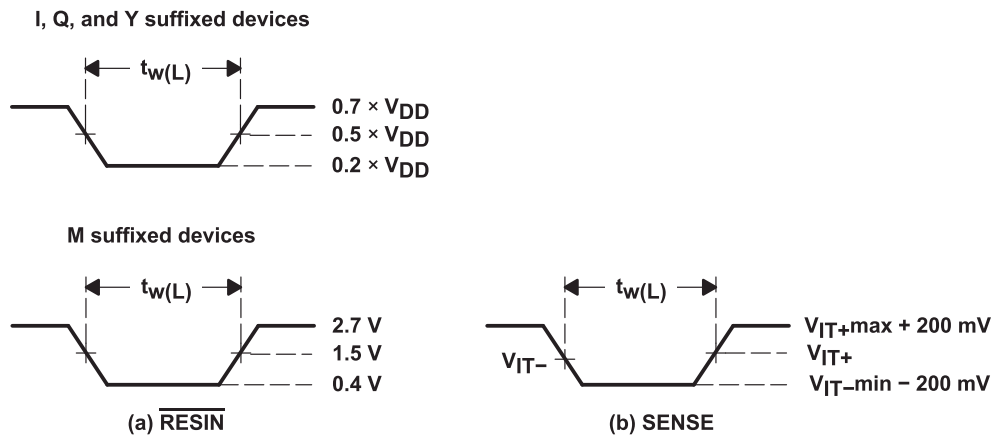 I, Q, and Y suffixed devices
tw(L)
0.7 × VDD
0.5 × VDD
0.2 × VDD
M suffixed devices
tw(L)
2.7 V
1.5 V
0.4 V
(a) RESIN
tw(L)
VIT−
VIT+max + 200 mV
VIT+
VIT−min − 200 mV
(b) SENSE